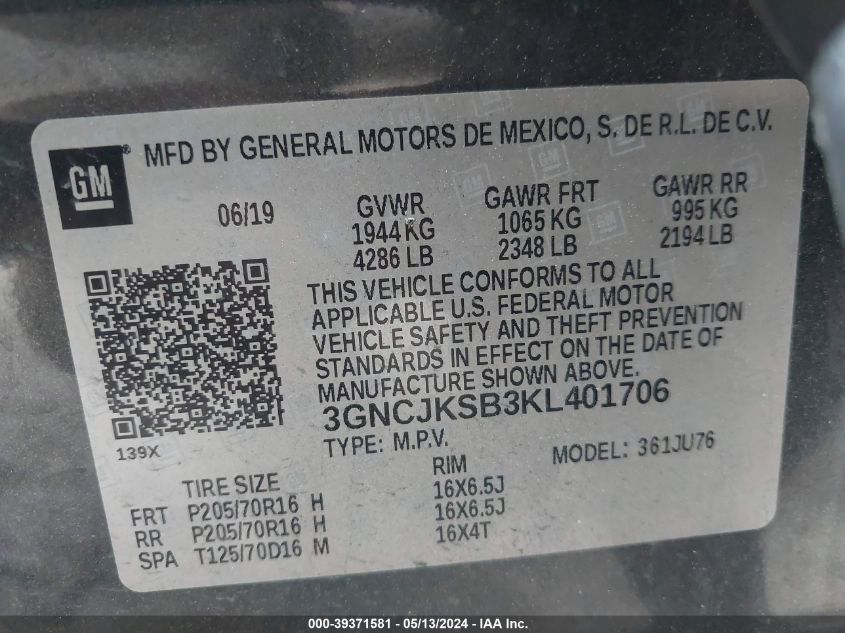 MFD BY GENERAL MOTORS DE MEXICO, S. DE R.L. DE C.V.
GM
06/19
GVWR GAWR FRT GAWR RR
1944 KG 1065 KG 995 KG
4286 LB 2348 LB 2194 LB
THIS VEHICLE CONFORMS TO ALL
APPLICABLE U.S. FEDERAL MOTOR
VEHICLE SAFETY AND THEFT PREVENTION
STANDARDS IN EFFECT ON THE DATE OF
MANUFACTURE SHOWN ABOVE.
3GNCJKSB3KL401706
139X
TYPE: M.P.V. MODEL: 361JU76
TIRE SIZE RIM
FRT P205/70R16 H 16X6.5J
RR P205/70R16 H 16X6.5J
SPA T125/70D16 M 16X4T
000-39371581 - 05/13/2024 - IAA Inc.